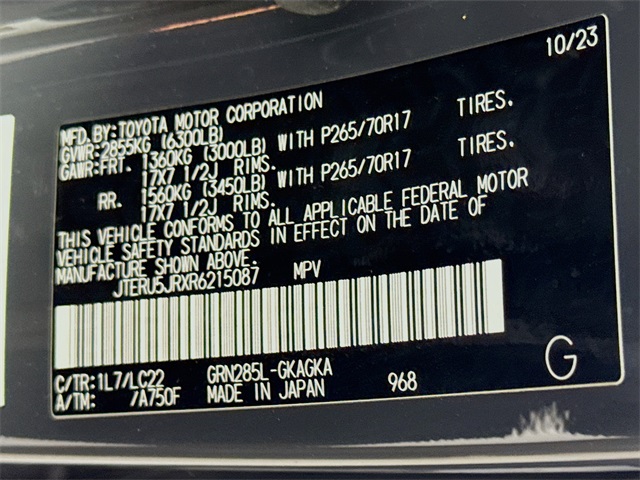 10/23
MFD.BY:TOYOTA MOTOR CORPORATION
GVWR:2855KG (6300LB)
GAWR:FRT. 1360KG (3000LB) WITH P265/70R17 TIRES.
17X7 1/2J RIMS.
RR. 1560KG (3450LB) WITH P265/70R17 TIRES.
17X7 1/2J RIMS.
THIS VEHICLE CONFORMS TO ALL APPLICABLE FEDERAL MOTOR
VEHICLE SAFETY STANDARDS IN EFFECT ON THE DATE OF
MANUFACTURE SHOWN ABOVE.
JTERU5JRXR6215087 MPV
C/TR:1L7/LC22 GRN285L-GKAGKA
A/TM: /A750F MADE IN JAPAN 968 G